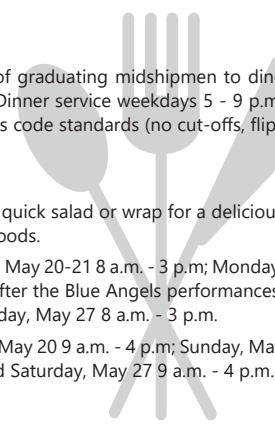 of graduating midshipmen to din
Dinner service weekdays 5 - 9 p.m
s code standards (no cut-offs, flip
quick salad or wrap for a deliciou
oods.
May 20-21 8 a.m. - 3 p.m; Monday
fter the Blue Angels performances
day, May 27 8 a.m. - 3 p.m.
May 20 9 a.m. - 4 p.m; Sunday, Ma
d Saturday, May 27 9 a.m. - 4 p.m.